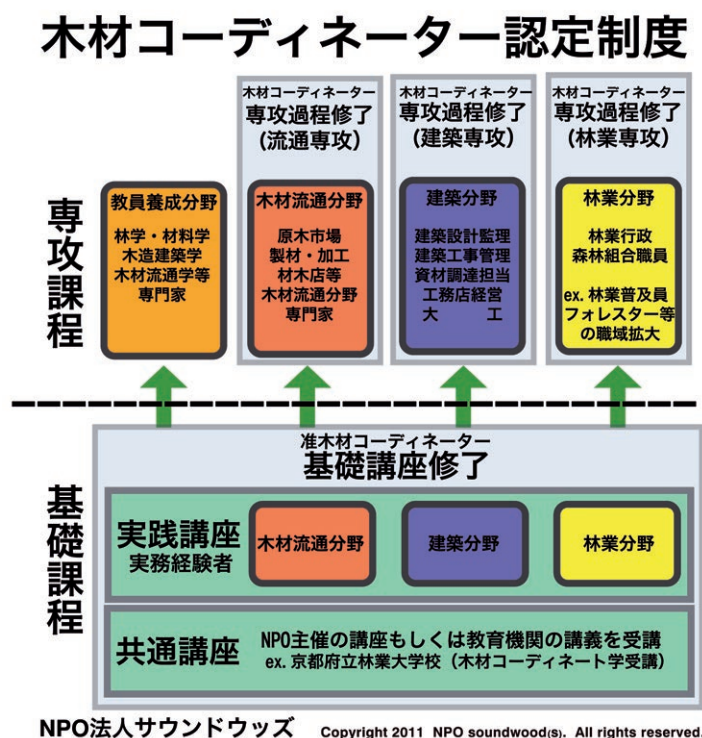 木材コーディネーター認定制度
専攻課程
教員養成分野
林学・材料学
木造建築学
木材流通学等
専門家
木材コーディネーター
専攻過程修了
(流通専攻)
木材流通分野
原木市場
製材・加工
材木店等
木材流通分野
専門家
木材コーディネーター
専攻過程修了
(建築専攻)
建築分野
建築設計監理
建築工事管理
資材調達担当
工務店経営
大　　工
木材コーディネーター
専攻過程修了
(林業専攻)
林業分野
林業行政
森林組合職員
ex. 林業普及員
フォレスター等
の職域拡大
基礎課程
准木材コーディネーター
基礎講座修了
実践講座
実務経験者
木材流通分野
建築分野
林業分野
共通講座
NPO主催の講座もしくは教育機関の講義を受講
ex. 京都府立林業大学校（木材コーディネート学受講）
NPO法人サウンドウッズ
Copyright 2011 NPO soundwood(s). All rights reserved.